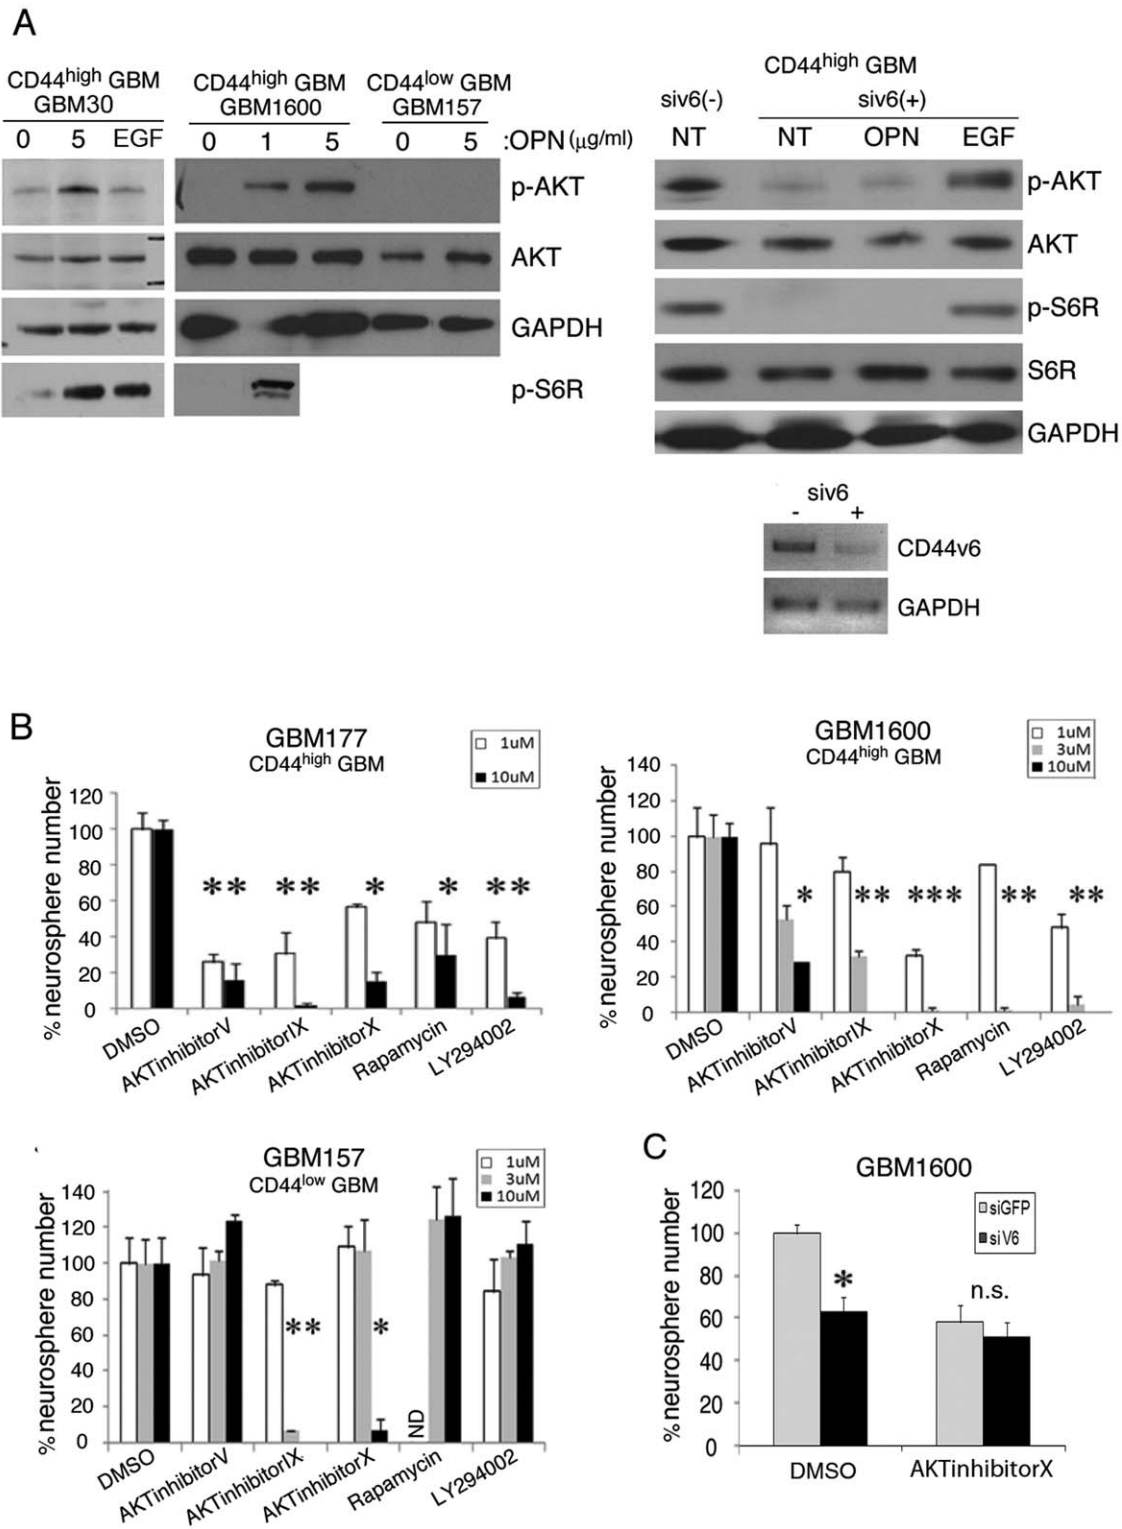 A
CD44high GBM
GBM30
0 5 EGF
CD44high GBM
GBM1600
0 1 5
CD44low GBM
GBM157
0 5 :OPN (μg/ml)
p-AKT
AKT
GAPDH
p-S6R
CD44high GBM
siv6(-) siv6(+)
NT NT OPN EGF
p-AKT
AKT
p-S6R
S6R
GAPDH
siv6
- +
CD44v6
GAPDH
B
GBM177
CD44high GBM
1uM
10uM
% neurosphere number
120
100
80
60
40
20
0
** ** * * **
DMSO
AKTinhibitorV
AKTinhibitorIX
AKTinhibitorX
Rapamycin
LY294002
GBM1600
CD44high GBM
1uM
3uM
10uM
% neurosphere number
140
120
100
80
60
40
20
0
* ** *** ** **
DMSO
AKTinhibitorV
AKTinhibitorIX
AKTinhibitorX
Rapamycin
LY294002
GBM157
CD44low GBM
1uM
3uM
10uM
% neurosphere number
140
120
100
80
60
40
20
0
** *
ND
DMSO
AKTinhibitorV
AKTinhibitorIX
AKTinhibitorX
Rapamycin
LY294002
C
GBM1600
siGFP
siV6
% neurosphere number
120
100
80
60
40
20
0
*
n.s.
DMSO AKTinhibitorX